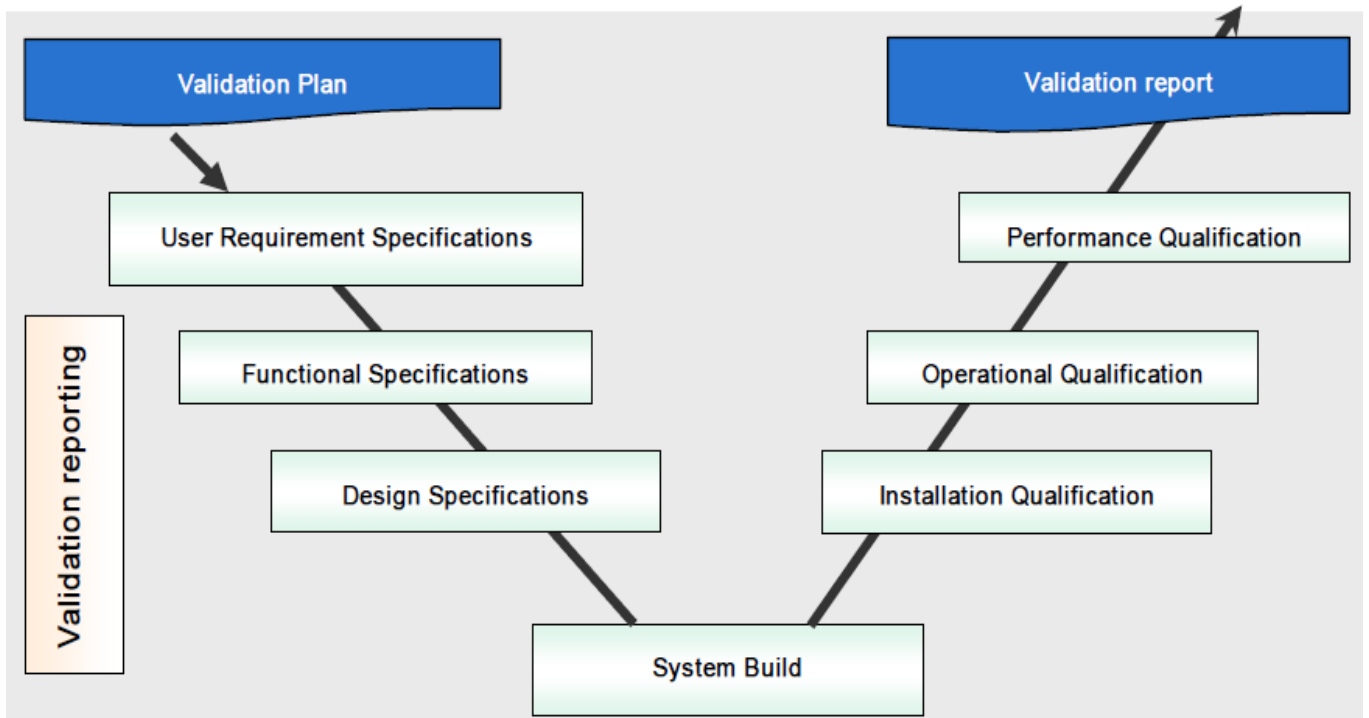 Validation Plan
Validation report
User Requirement Specifications
Performance Qualification
Functional Specifications
Operational Qualification
Validation reporting
Design Specifications
Installation Qualification
System Build